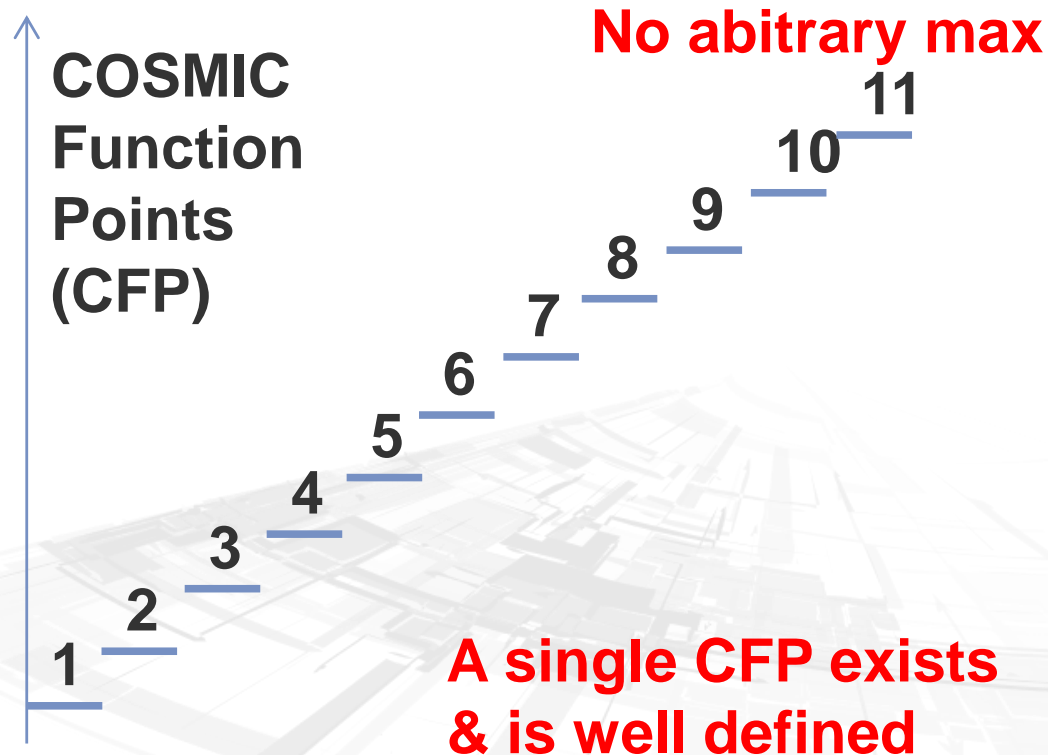 No abitrary max
COSMIC
Function
Points
(CFP)
11
10
9
8
7
6
5
4
3
2
1
A single CFP exists
& is well defined